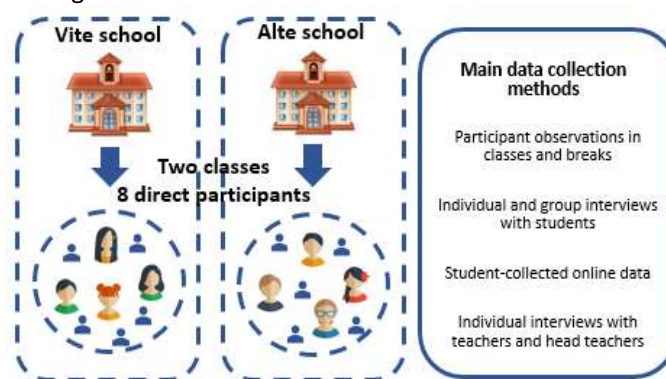 Vite school
Alte school
Two classes
8 direct participants
Main data collection
methods
Participant observations in
classes and breaks
Individual and group interviews
with students
Student-collected online data
Individual interviews with
teachers and head teachers